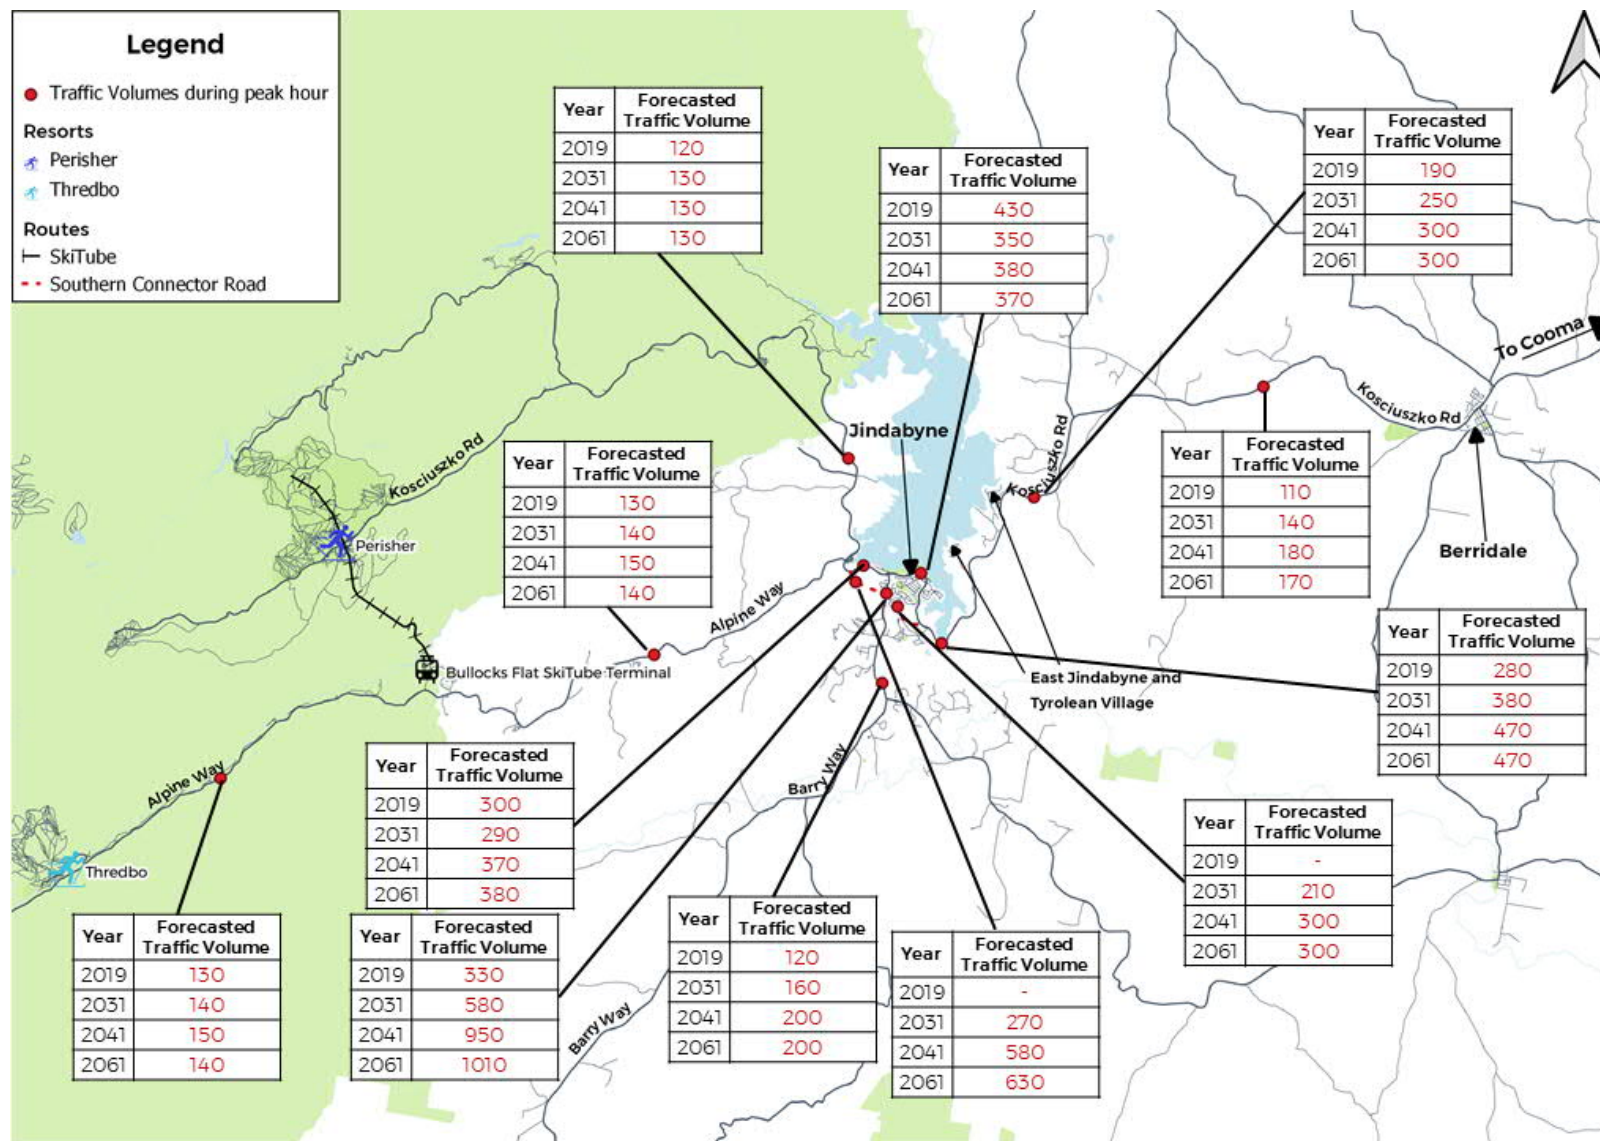 Legend
Traffic Volumes during peak hour
Resorts
Perisher
Thredbo
Routes
SkiTube
Southern Connector Road
Year Forecasted Traffic Volume
2019 120
2031 130
2041 130
2061 130
Year Forecasted Traffic Volume
2019 430
2031 350
2041 380
2061 370
Year Forecasted Traffic Volume
2019 190
2031 250
2041 300
2061 300
To Cooma
Kosciuszko Rd
Jindabyne
Kosciuszko Rd
Kosciuszko Rd
Year Forecasted Traffic Volume
2019 130
2031 140
2041 150
2061 140
Year Forecasted Traffic Volume
2019 110
2031 140
2041 180
2061 170
Perisher
Berridale
Alpine Way
Bullocks Flat SkiTube Terminal
East Jindabyne and
Tyrolean Village
Year Forecasted Traffic Volume
2019 280
2031 380
2041 470
2061 470
Alpine Way
Barry Way
Thredbo
Year Forecasted Traffic Volume
2019 300
2031 290
2041 370
2061 380
Year Forecasted Traffic Volume
2019 -
2031 210
2041 300
2061 300
Year Forecasted Traffic Volume
2019 130
2031 140
2041 150
2061 140
Year Forecasted Traffic Volume
2019 330
2031 580
2041 950
2061 1010
Barry Way
Year Forecasted Traffic Volume
2019 120
2031 160
2041 200
2061 200
Year Forecasted Traffic Volume
2019 -
2031 270
2041 580
2061 630